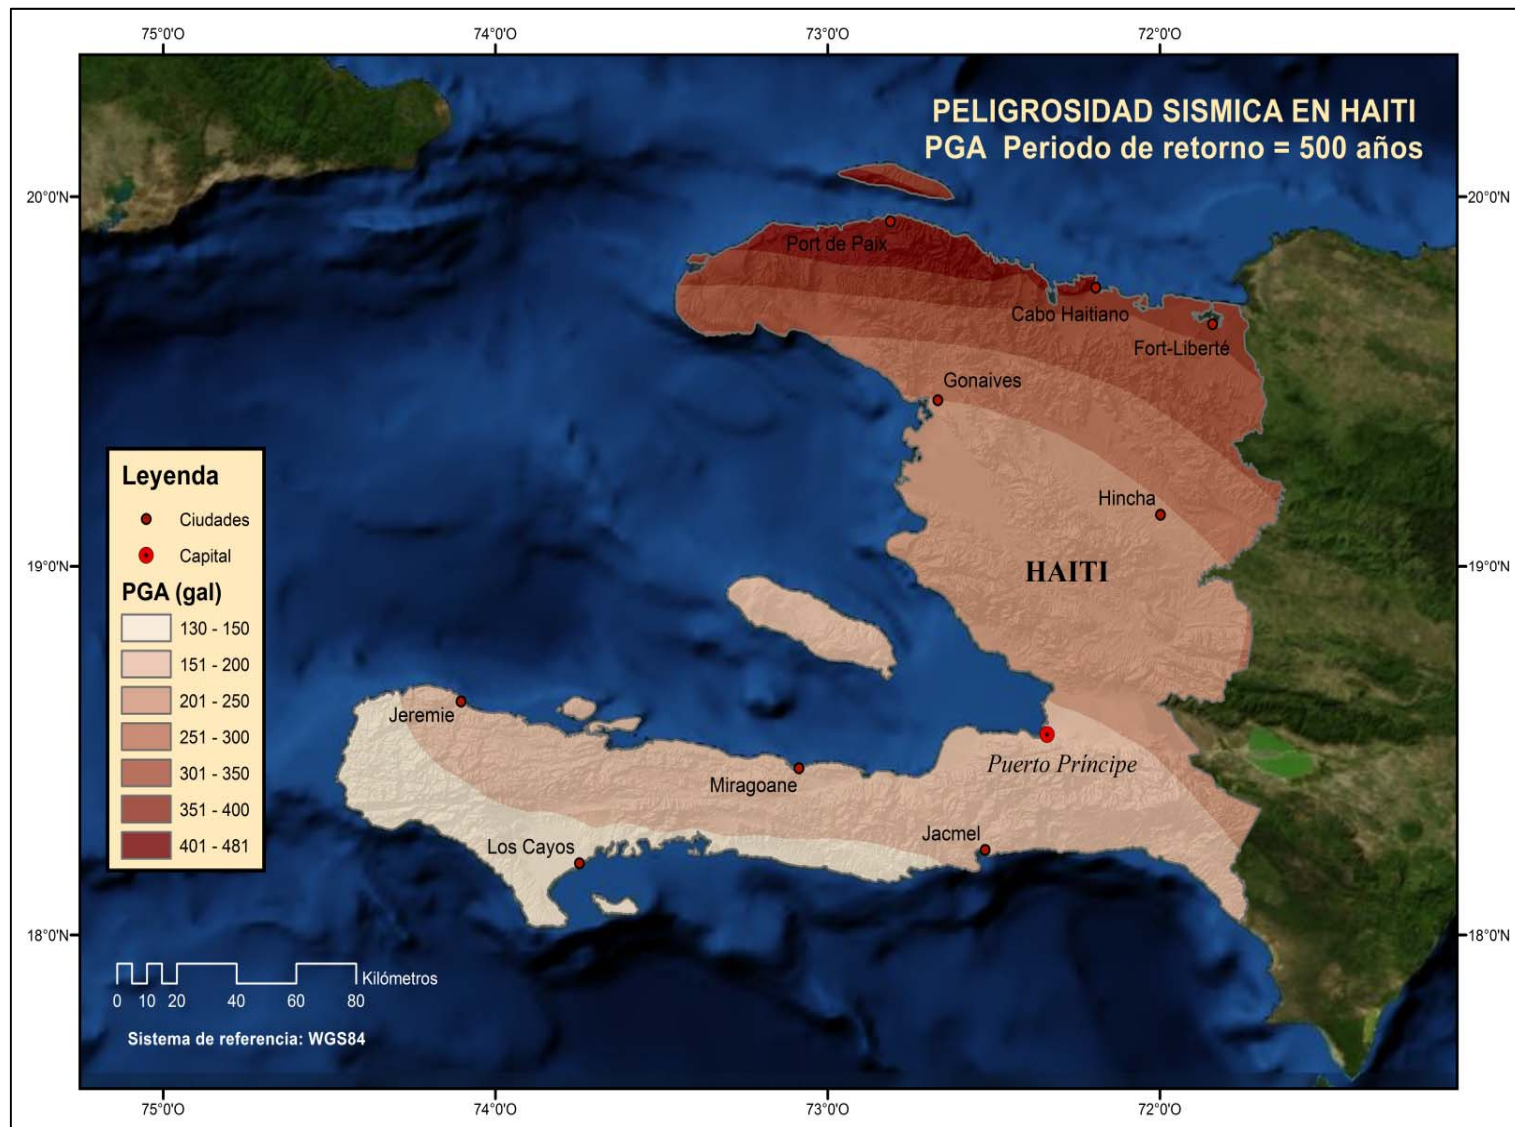 75°0'O 74°0'O 73°0'O 72°0'O
PELIGROSIDAD SISMICA EN HAITI
PGA Periodo de retorno = 500 años
20°0'N 20°0'N
Port de Paix
Cabo Haitiano
Fort-Liberté
Gonaives
Hincha
HAITI
19°0'N 19°0'N
Leyenda
Ciudades
Capital
PGA (gal)
130 - 150
151 - 200
201 - 250
251 - 300
301 - 350
351 - 400
401 - 481
Jeremie
Miragoane
Puerto Príncipe
Los Cayos
Jacmel
18°0'N 18°0'N
Kilómetros
0 10 20 40 60 80
Sistema de referencia: WGS84
75°0'O 74°0'O 73°0'O 72°0'O